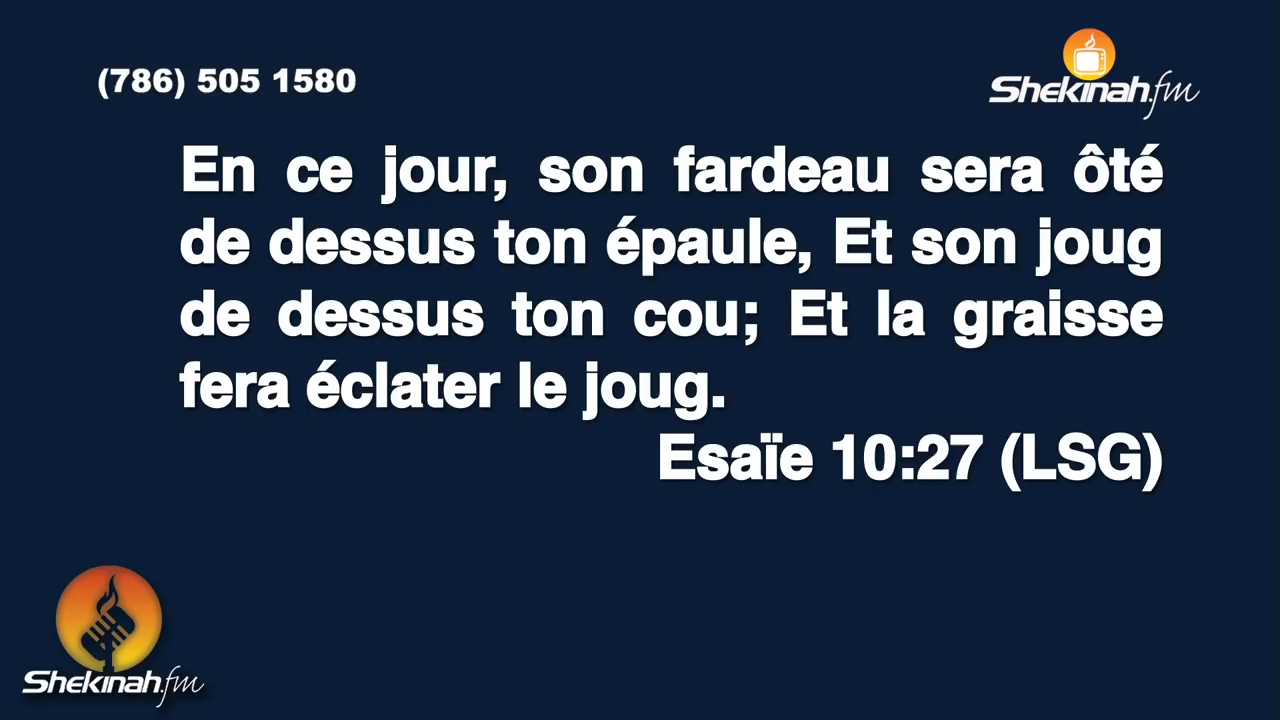 (786) 505 1580
Shekinah.fm
En ce jour, son fardeau sera ôté
de dessus ton épaule, Et son joug
de dessus ton cou; Et la graisse
fera éclater le joug.
Esaïe 10:27 (LSG)
Shekinah.fm